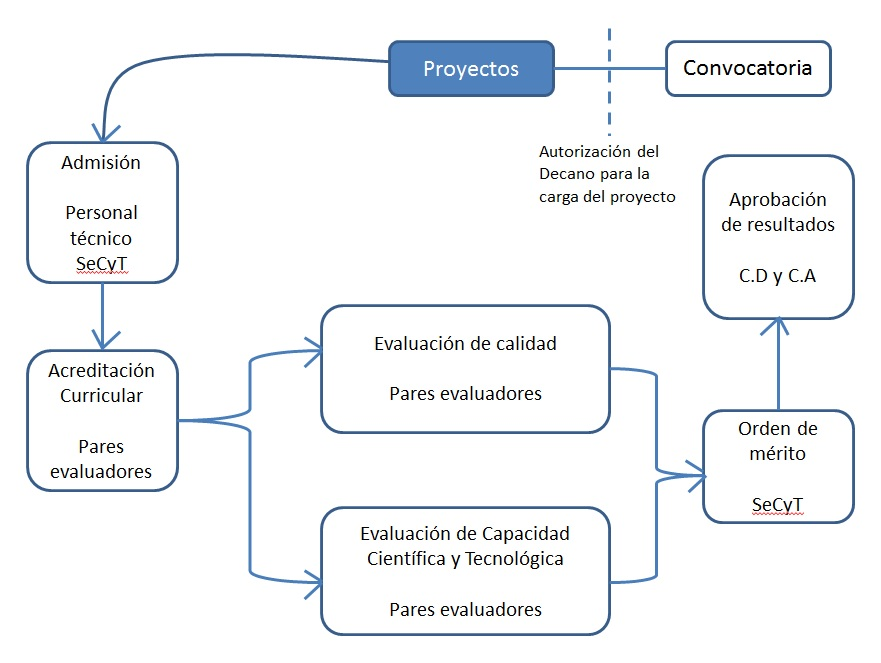 Proyectos
Convocatoria
Autorización del
Decano para la
carga del proyecto
Admisión
Personal
técnico
SeCyT
Acreditación
Curricular
Pares
evaluadores
Evaluación de calidad
Pares evaluadores
Evaluación de Capacidad
Científica y Tecnológica
Pares evaluadores
Orden de
mérito
SeCyT
Aprobación
de resultados
C.D y C.A